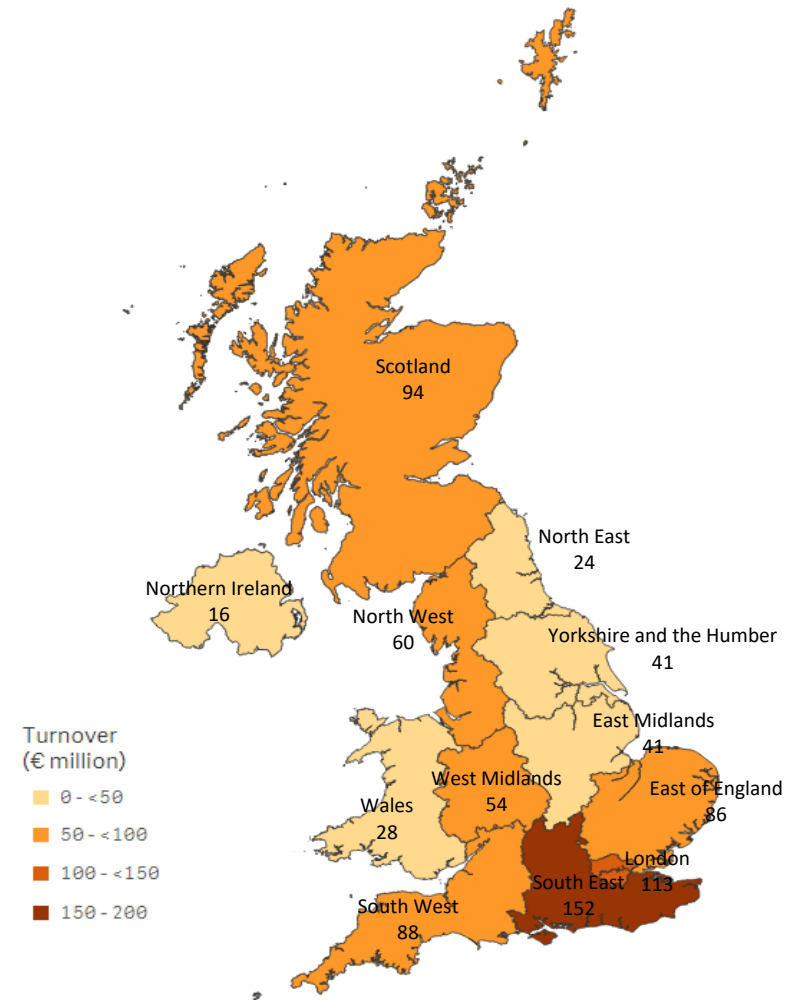 Scotland
94
North East
24
Northern Ireland
16
North West
60
Yorkshire and the Humber
41
East Midlands
41
West Midlands
54
East of England
86
Wales
28
London
113
South East
152
South West
88
Turnover
(€ million)
0-<50
50-<100
100-<150
150-200